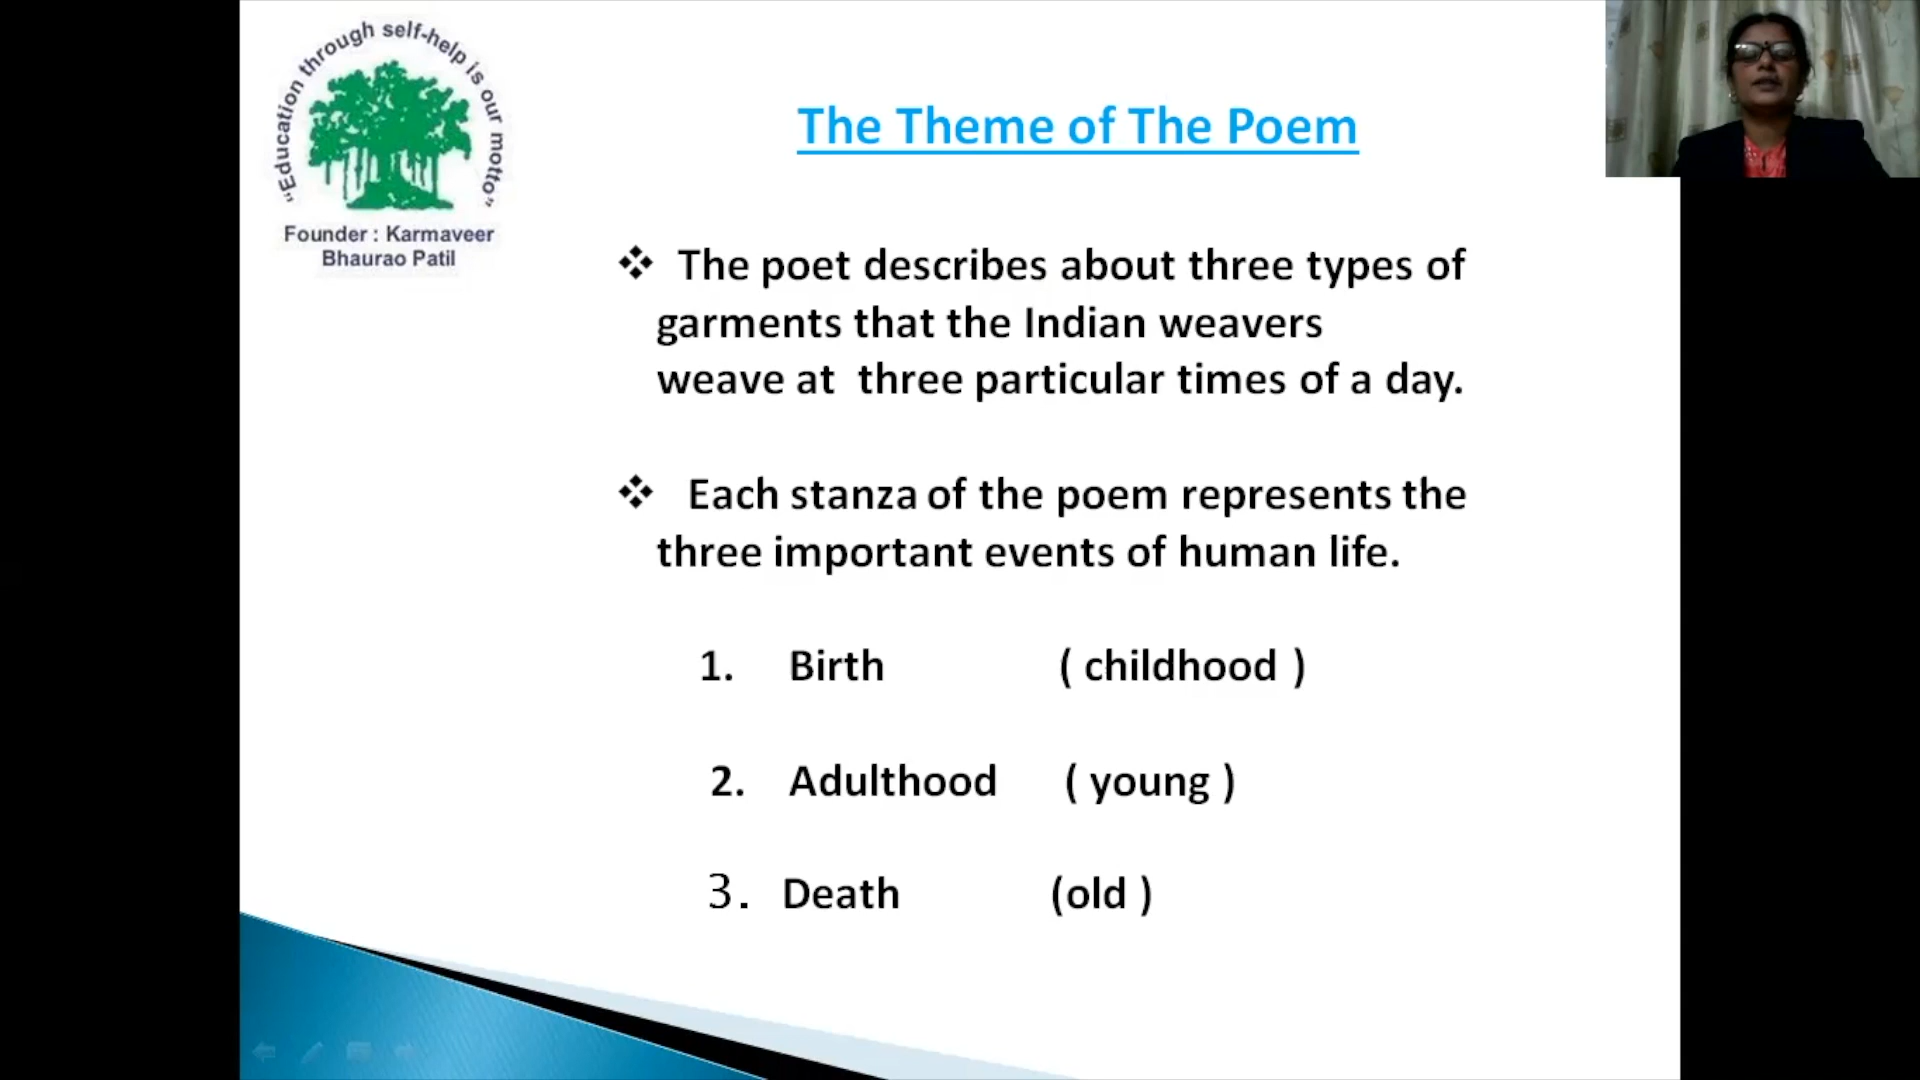 "Education through self-help is our motto"
Founder : Karmaveer
Bhaurao Patil
The Theme of The Poem
❖ The poet describes about three types of
garments that the Indian weavers
weave at three particular times of a day.
❖ Each stanza of the poem represents the
three important events of human life.
1. Birth ( childhood )
2. Adulthood ( young )
3. Death (old )